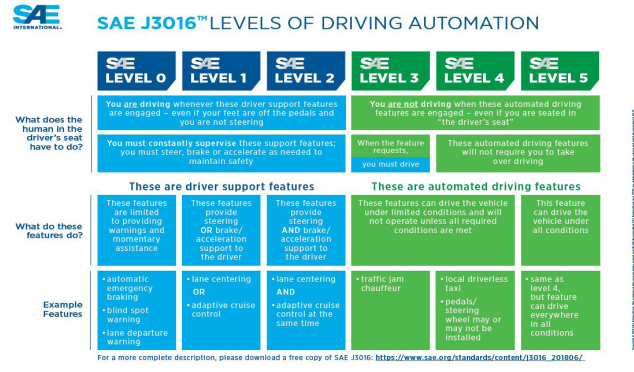 SAE
INTERNATIONAL®
SAE J3016™ LEVELS OF DRIVING AUTOMATION
SAE
LEVEL 0
SAE
LEVEL 1
SAE
LEVEL 2
SAE
LEVEL 3
SAE
LEVEL 4
SAE
LEVEL 5
What does the
human in the
driver's seat
have to do?
You are driving whenever these driver support features
are engaged – even if your feet are off the pedals and
you are not steering
You are not driving when these automated driving
features are engaged – even if you are seated in
"the driver's seat"
You must constantly supervise these support features;
you must steer, brake or accelerate as needed to
maintain safety
When the feature
requests,
you must drive
These automated driving features
will not require you to take
over driving
These are driver support features
These are automated driving features
What do these
features do?
These features
are limited
to providing
warnings and
momentary
assistance
These features
provide
steering
OR brake/
acceleration
support to
the driver
These features
provide
steering
AND brake/
acceleration
support to
the driver
These features can drive the vehicle
under limited conditions and will
not operate unless all required
conditions are met
This feature
can drive the
vehicle under
all conditions
Example
Features
• automatic
emergency
braking
• blind spot
warning
• lane departure
warning
• lane centering
OR
• adaptive cruise
control
• lane centering
AND
• adaptive cruise
control at the
same time
• traffic jam
chauffeur
• local driverless
taxi
• pedals/
steering
wheel may or
may not be
installed
• same as
level 4,
but feature
can drive
everywhere
in all
conditions
For a more complete description, please download a free copy of SAE J3016: https://www.sae.org/standards/content/j3016_201806/